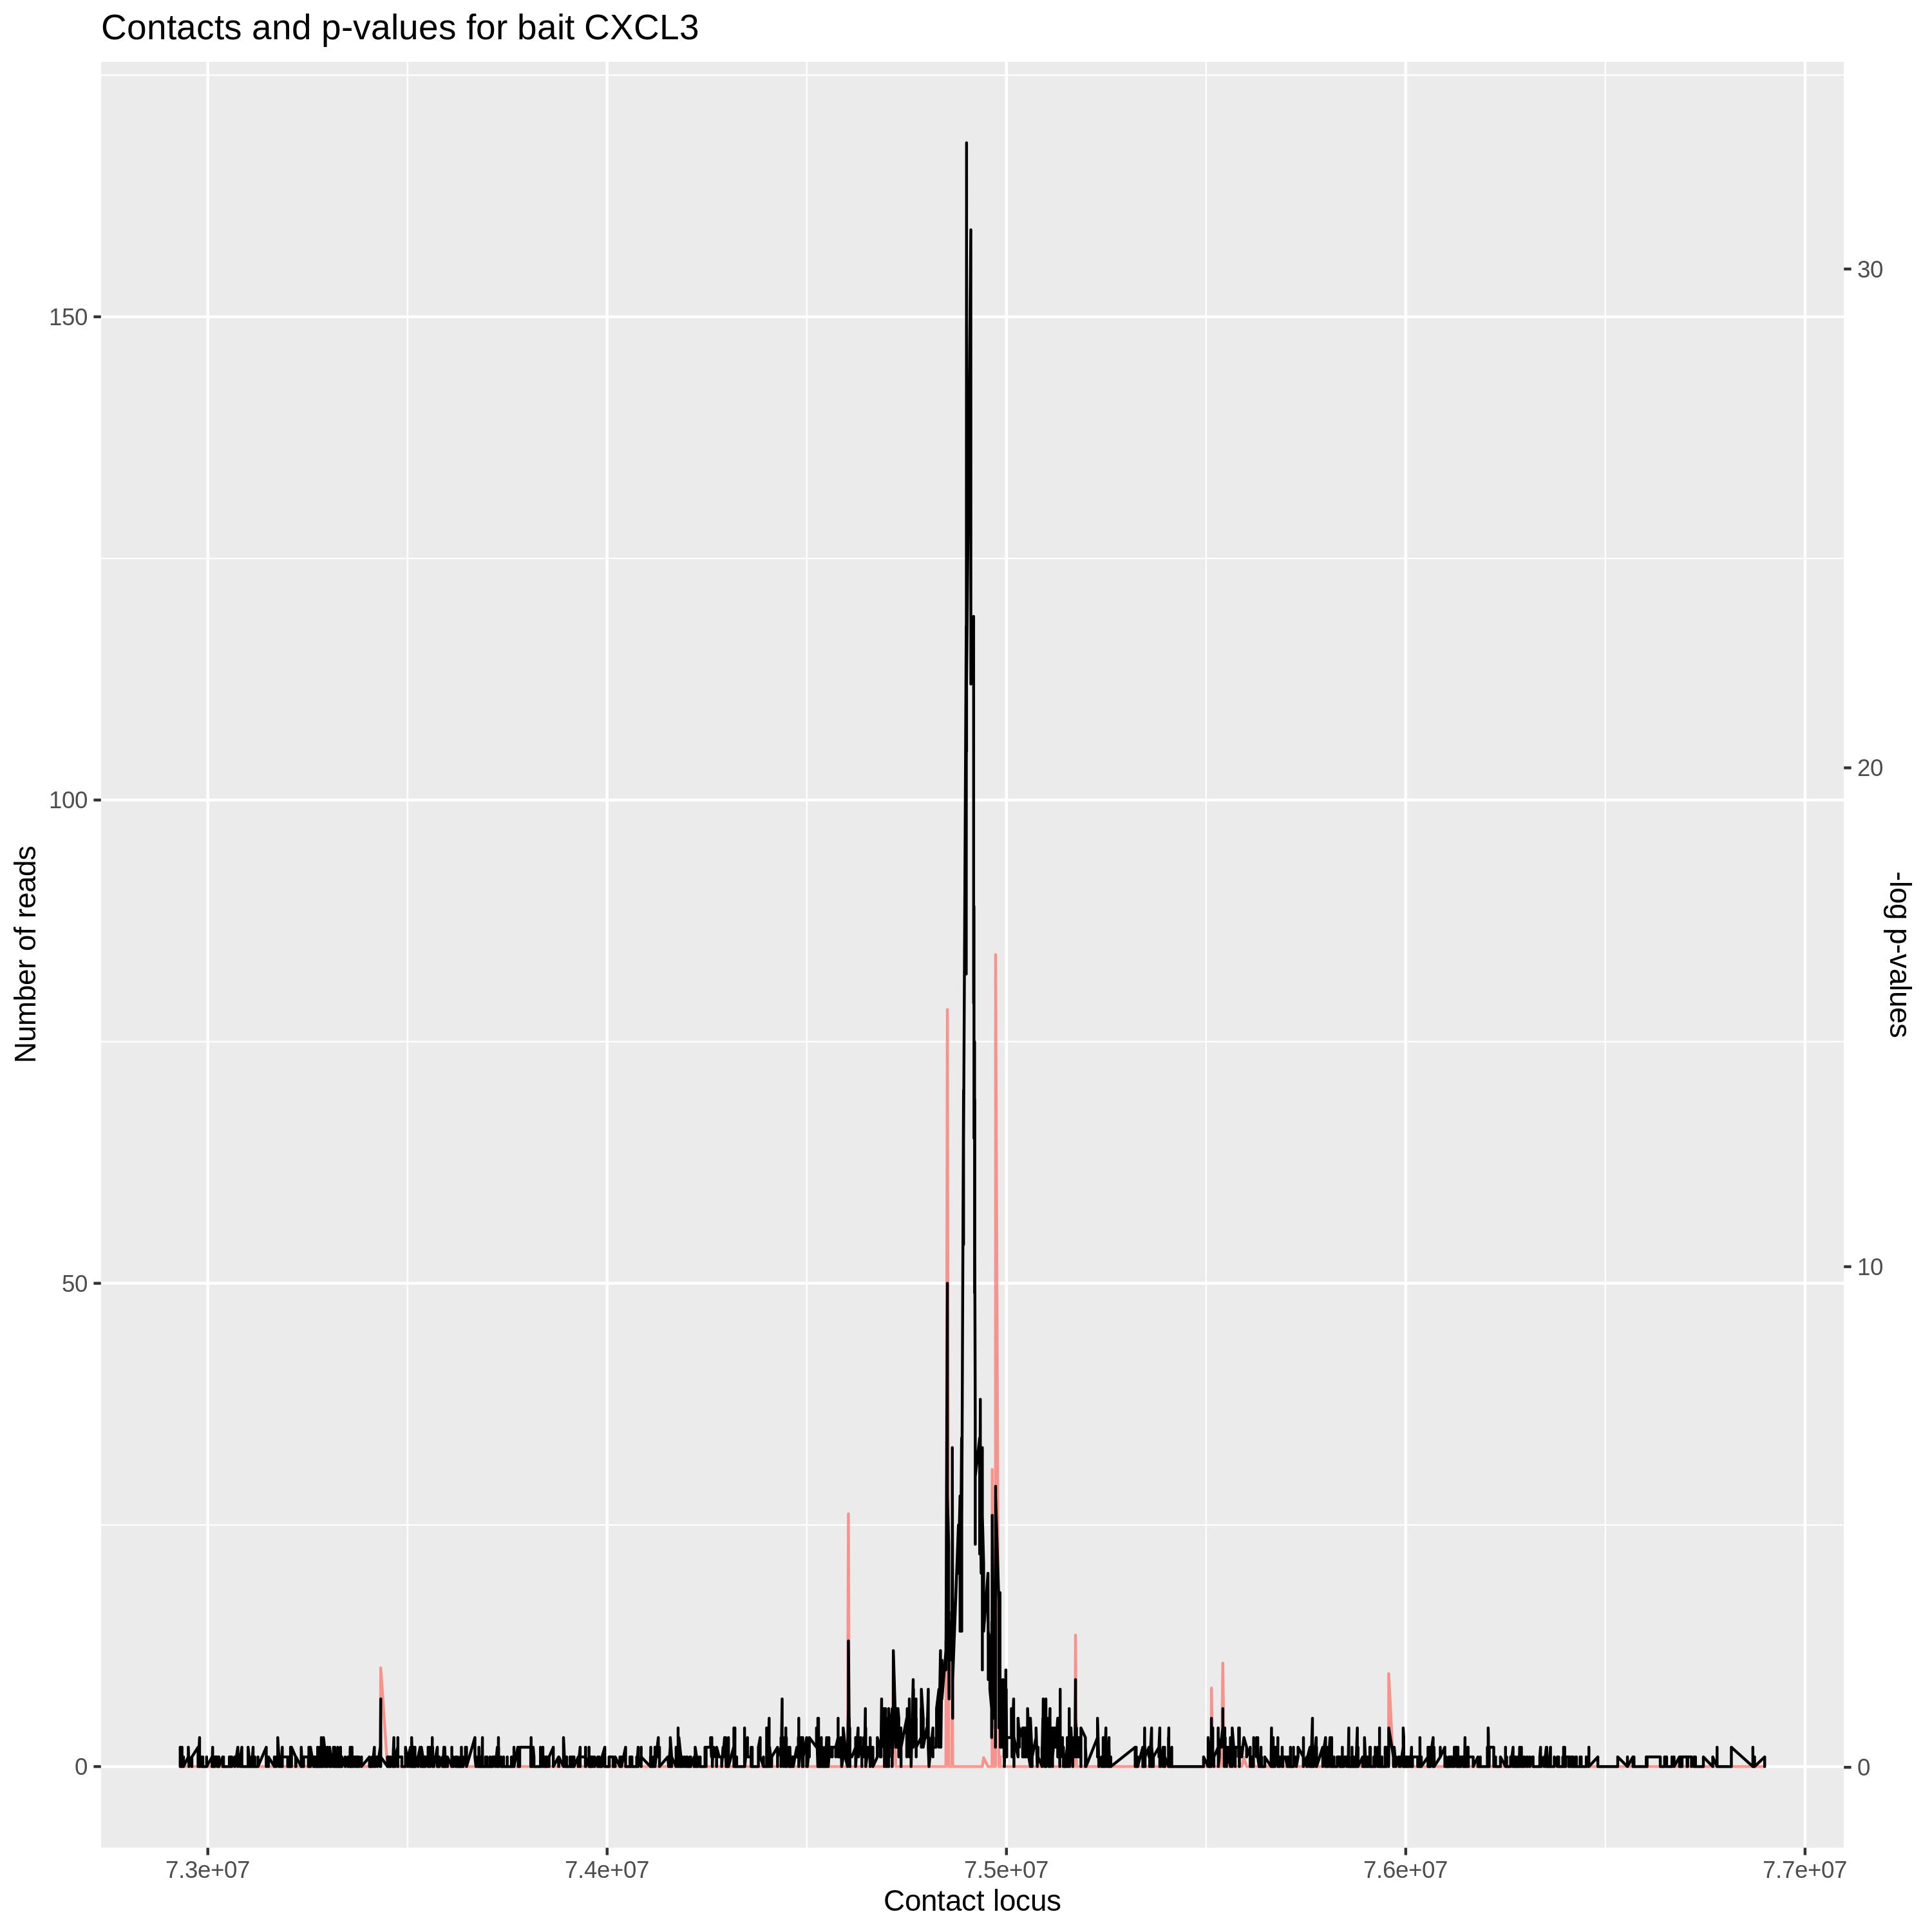 Contacts and p-values for bait CXCL3
150
100
50
0
Number of reads
30
20
10
0
-log p-values
7.3e+07
7.4e+07
7.5e+07
7.6e+07
7.7e+07
Contact locus